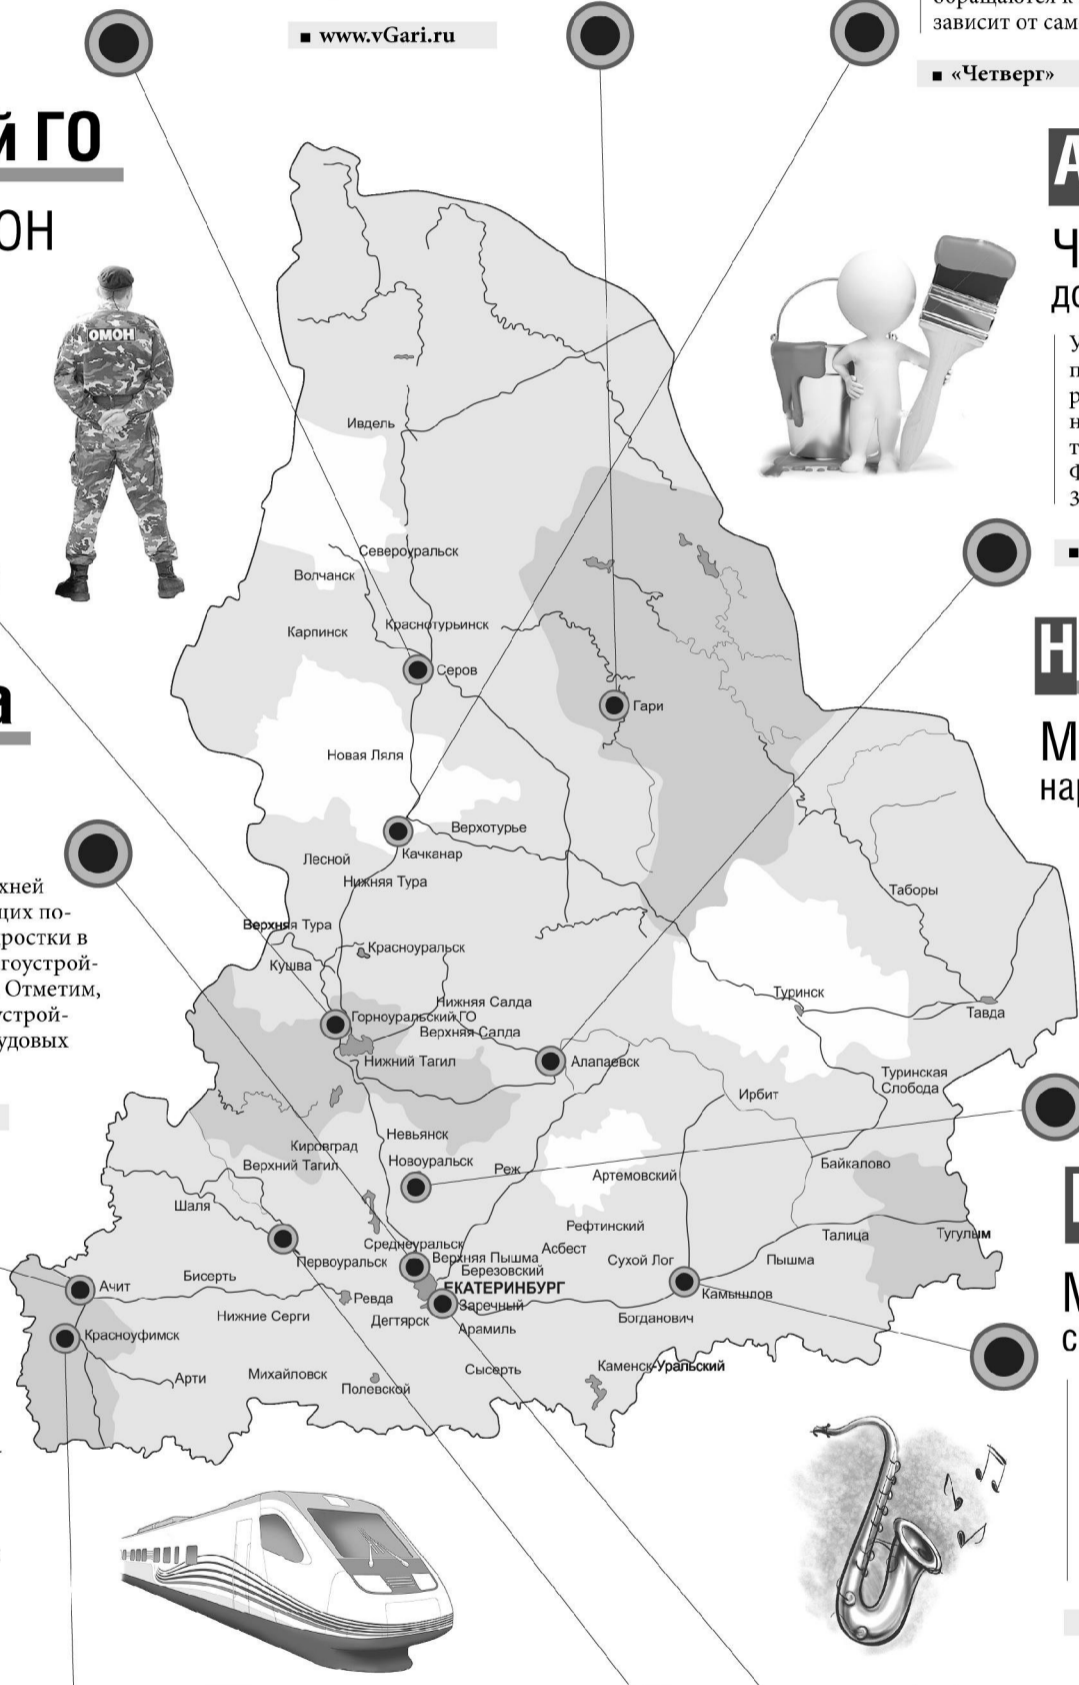 обращаются к
зависит от сам
■ www.vGari.ru
■ «Четверг»
й ГО
ОН
ОМОН
А
Ч
до
У
п
р
н
т
Ф
З
Н
М
нар
а
хней
щих по-
дростки в
гоустрой-
Отметим,
устрой-
удовых
Ивдель
Североуральск
Волчанск
Краснотурьинск
Карпинск
Серов
Гари
Новая Ляля
Верхотурье
Качканар
Лесной
Нижняя Тура
Таборы
Верхняя Тура
Красноуральск
Кушва
Туринск
Нижняя Салда
Тавда
Горноуральский ГО
Верхняя Салда
Нижний Тагил
Алапаевск
Туринская
Слобода
Ирбит
Невьянск
Кировград
Новоуральск
Верхний Тагил
Реж
Артемовский
Байкалово
Шаля
Рефтинский
Талица
Тугулым
Среднеуральск
Асбест
Верхняя Пышма
Первоуральск
Сухой Лог
Пышма
Березовский
Бисерть
Ачит
ЕКАТЕРИНБУРГ
Камышлов
Ревда
Заречный
Нижние Серги
Дегтярск
Богданович
Арамиль
Красноуфимск
Каменск-Уральский
Сысерть
Михайловск
Арти
Полевской
М
с